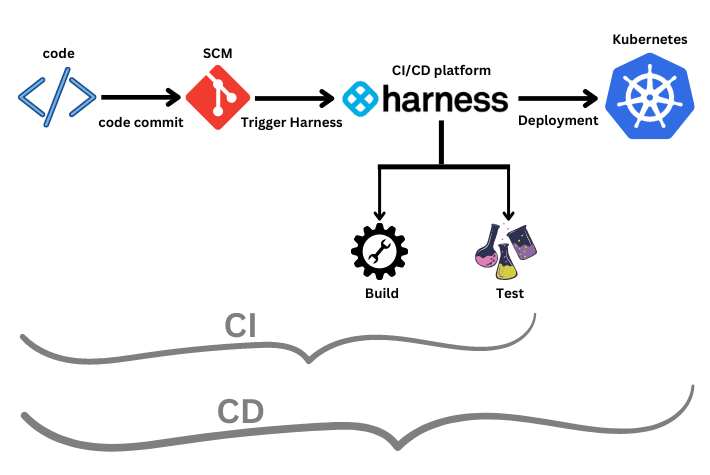 code
SCM
Kubernetes
CI/CD platform
harness
code commit
Trigger Harness
Deployment
Build
Test
CI
CD